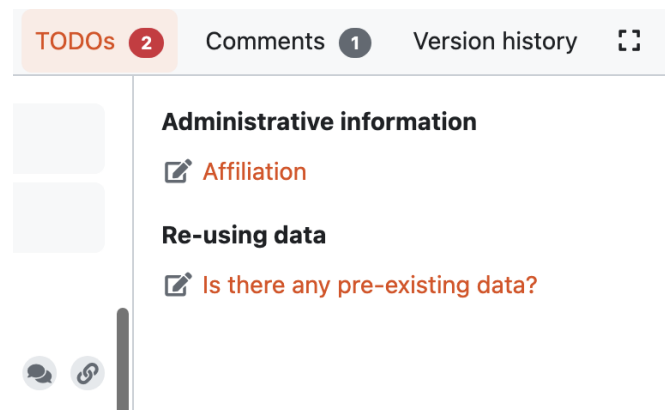 TODOs 2 Comments 1 Version history
Administrative information
Affiliation
Re-using data
Is there any pre-existing data?